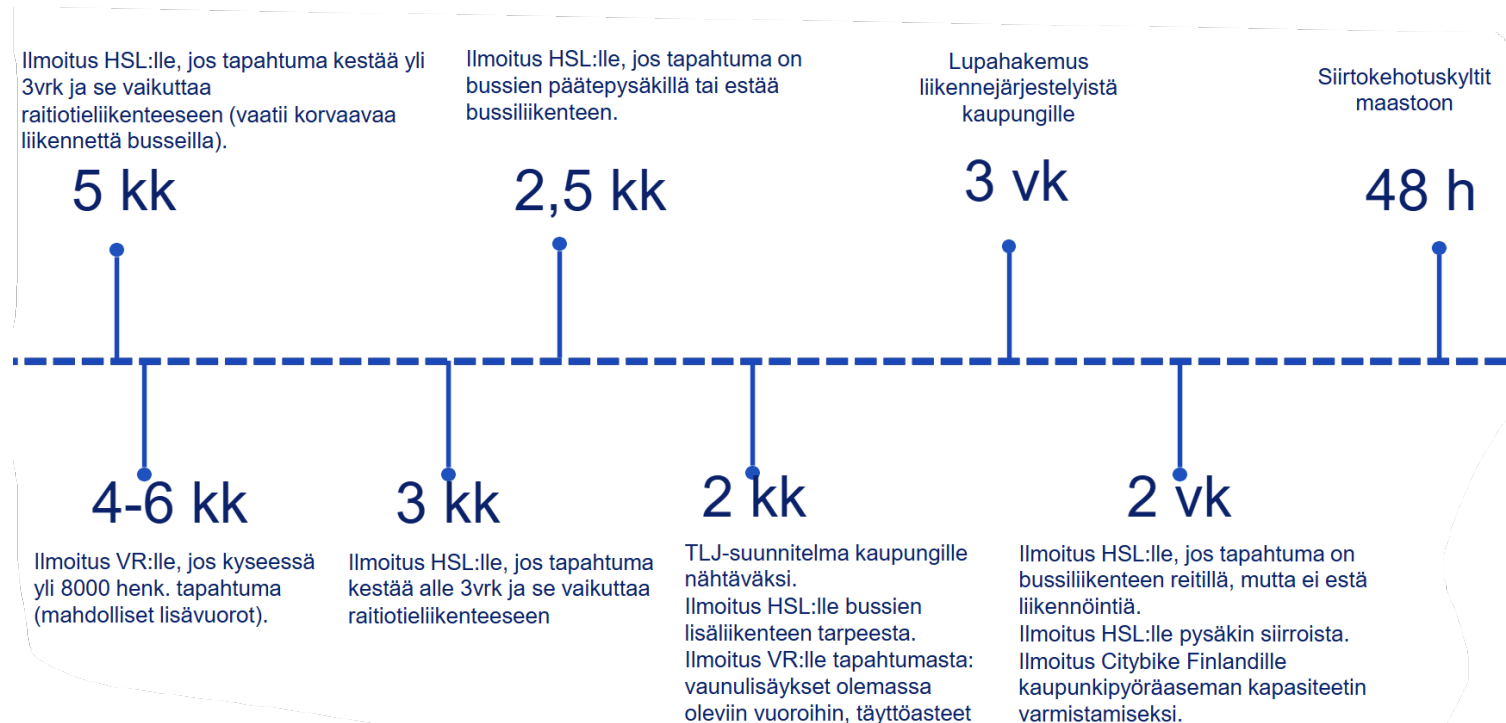 Ilmoitus HSL:lle, jos tapahtuma kestää yli
3vrk ja se vaikuttaa
raitiotieliikenteeseen (vaatii korvaavaa
liikennettä busseilla).
5 kk
Ilmoitus HSL:lle, jos tapahtuma on
bussien päätepysäkillä tai estää
bussiliikenteen.
2,5 kk
Lupahakemus
liikennejärjestelyistä
kaupungille
3 vk
Siirtokehotuskyltit
maastoon
48 h
4-6 kk
Ilmoitus VR:lle, jos kyseessä
yli 8000 henk. tapahtuma
(mahdolliset lisävuorot).
3 kk
Ilmoitus HSL:lle, jos tapahtuma
kestää alle 3vrk ja se vaikuttaa
raitiotieliikenteeseen
2 kk
TLJ-suunnitelma kaupungille
nähtäväksi.
Ilmoitus HSL:lle bussien
lisäliikenteen tarpeesta.
Ilmoitus VR:lle tapahtumasta:
vaunulisäykset olemassa
oleviin vuoroihin, täyttöasteet
2 vk
Ilmoitus HSL:lle, jos tapahtuma on
bussiliikenteen reitillä, mutta ei estä
liikennöintiä.
Ilmoitus HSL:lle pysäkin siirroista.
Ilmoitus Citybike Finlandille
kaupunkipyöräaseman kapasiteetin
varmistamiseksi.